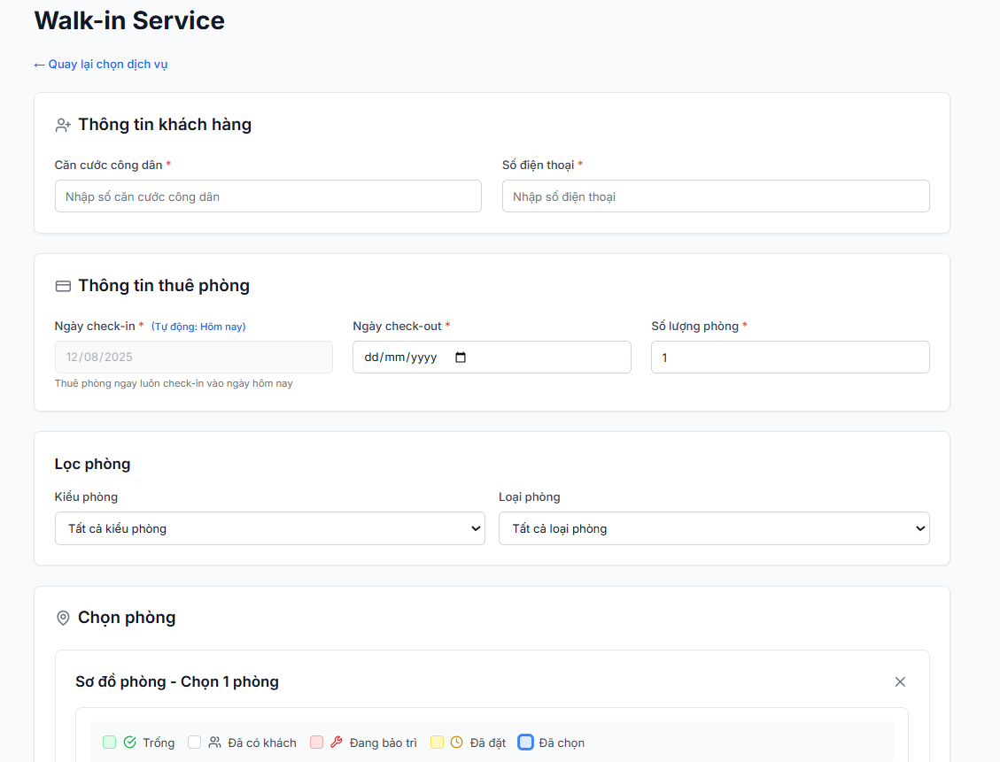 Walk-in Service
← Quay lại chọn dịch vụ
Thông tin khách hàng
Căn cước công dân * Số điện thoại *
Nhập số căn cước công dân Nhập số điện thoại
Thông tin thuê phòng
Ngày check-in * (Tự động: Hôm nay) Ngày check-out * Số lượng phòng *
12/08/2025 dd/mm/yyyy 1
Thuê phòng ngay luôn check-in vào ngày hôm nay
Lọc phòng
Kiểu phòng Loại phòng
Tất cả kiểu phòng Tất cả loại phòng
Chọn phòng
Sơ đồ phòng - Chọn 1 phòng
Trống Đã có khách Đang bảo trì Đã đặt Đã chọn